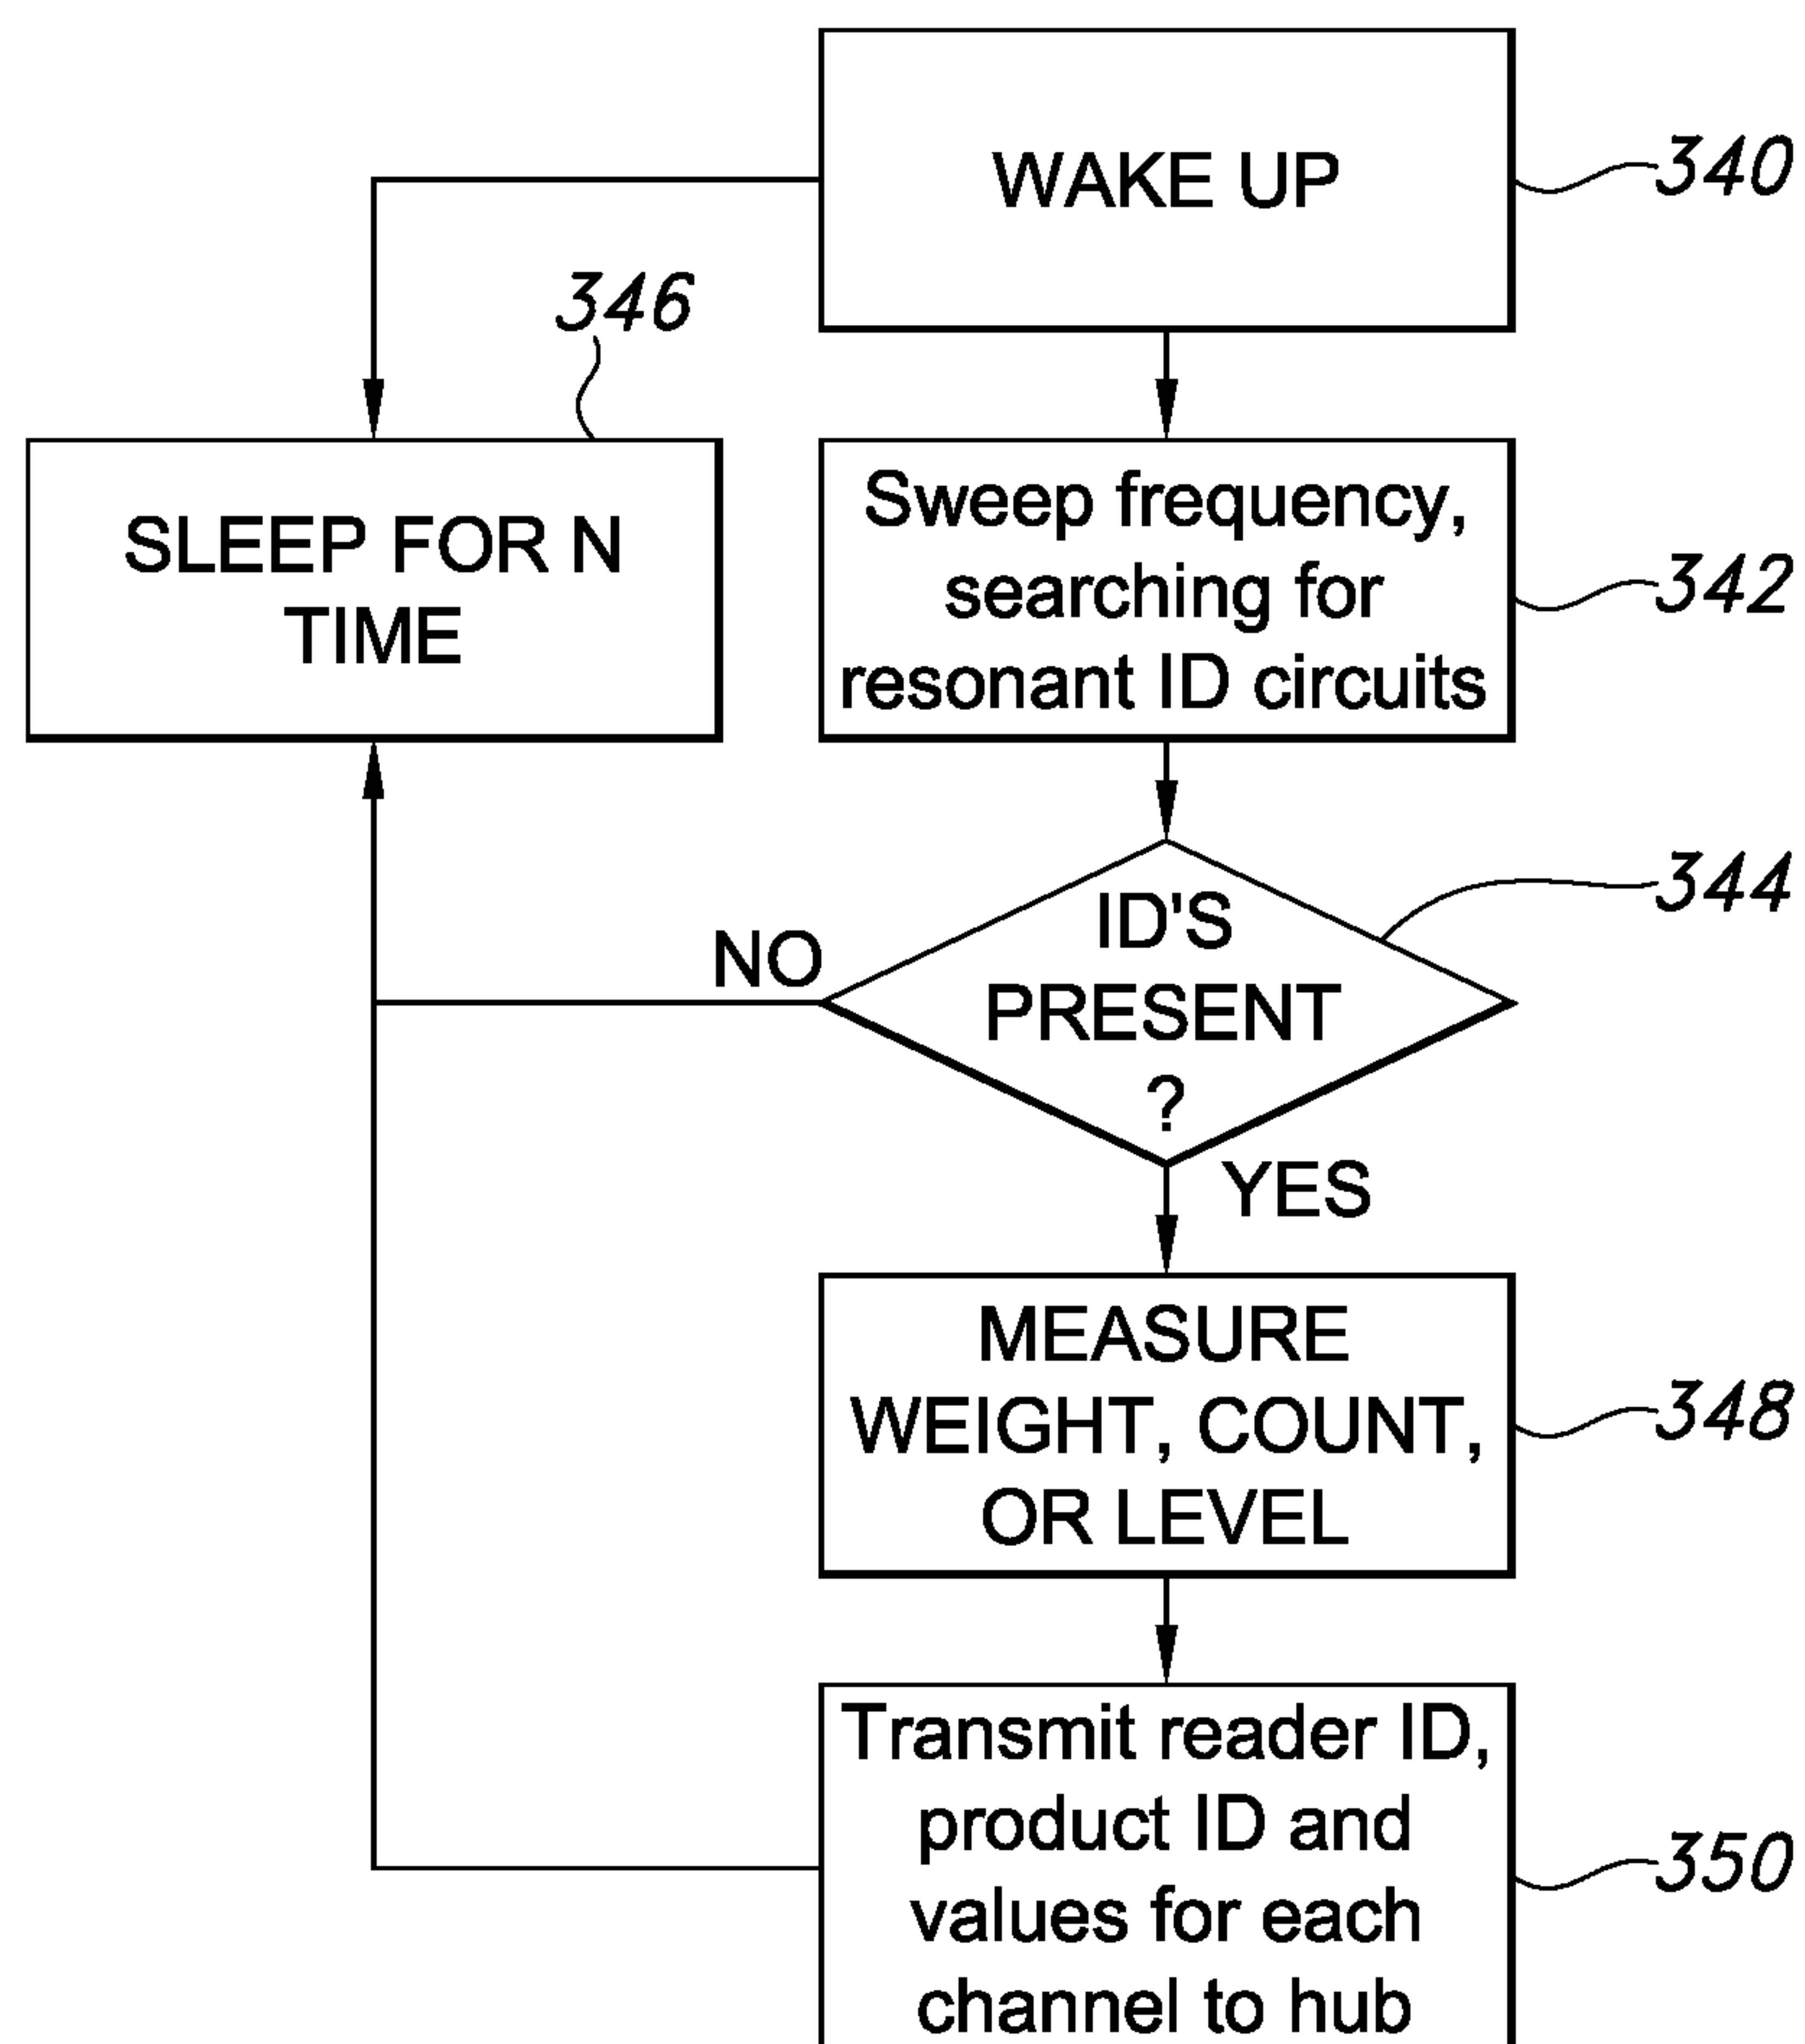 WAKE UP
340
346
SLEEP FOR N
TIME
Sweep frequency,
searching for
resonant ID circuits
342
344
ID'S
PRESENT
?
NO
YES
MEASURE
WEIGHT, COUNT,
OR LEVEL
348
Transmit reader ID,
product ID and
values for each
channel to hub
350